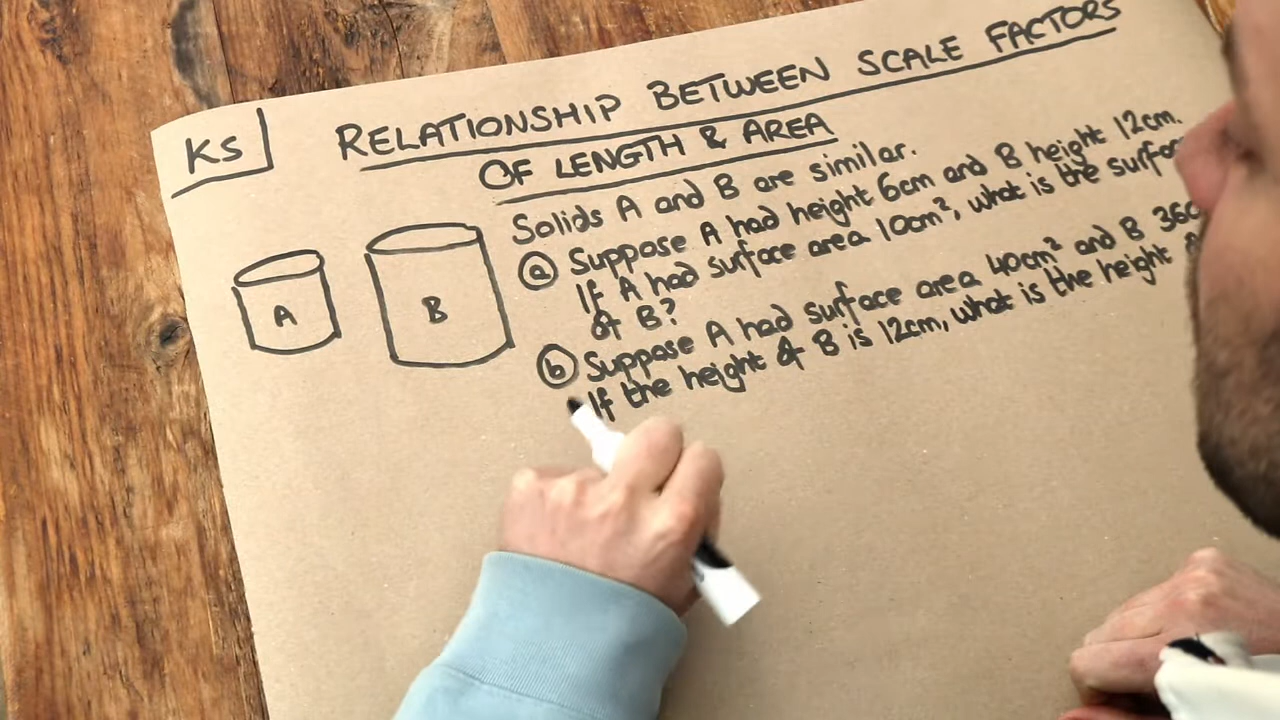 KS
RELATIONSHIP BETWEEN SCALE FACTORS
OF LENGTH & AREA
Solids A and B are similar.
a Suppose A had height 6cm and B height 12cm.
If A had surface area 10cm², what is the
of B?
b Suppose A had surface area 40cm² and B
If the height of B is 12cm, what is the height
A
B